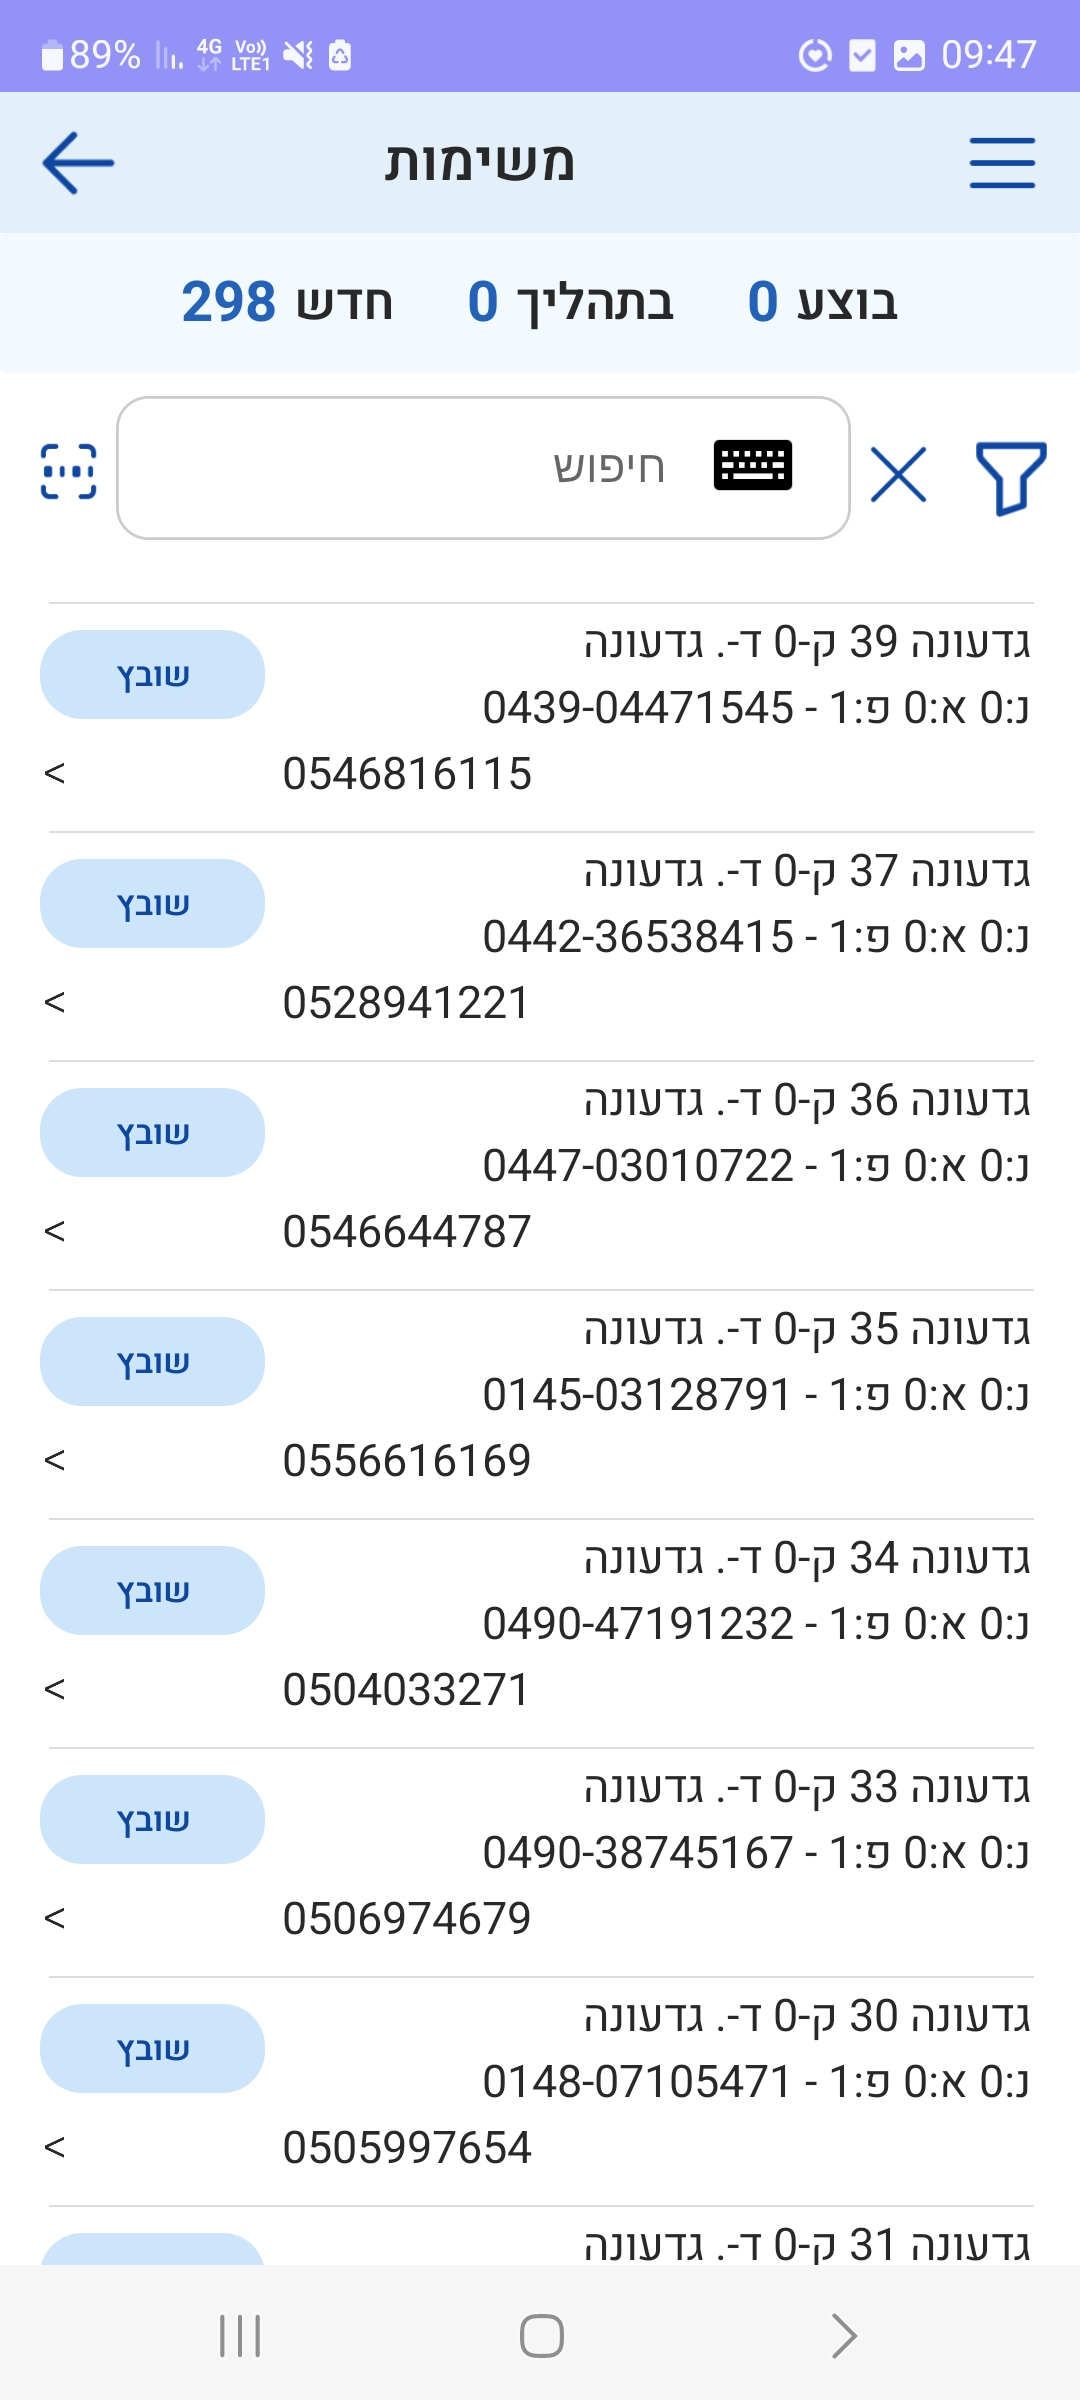 89% 4G Vo)) LTE1 09:47
משימות
בוצע 0 בתהליך 0 חדש 298
חיפוש
גדעונה 39 ק-0 ד-. גדעונה
שובץ
נ:0 א:0 פ:1 - 0439-04471545
0546816115
<
גדעונה 37 ק-0 ד-. גדעונה
שובץ
נ:0 א:0 פ:1 - 0442-36538415
0528941221
<
גדעונה 36 ק-0 ד-. גדעונה
שובץ
נ:0 א:0 פ:1 - 0447-03010722
0546644787
<
גדעונה 35 ק-0 ד-. גדעונה
שובץ
נ:0 א:0 פ:1 - 0145-03128791
0556616169
<
גדעונה 34 ק-0 ד-. גדעונה
שובץ
נ:0 א:0 פ:1 - 0490-47191232
0504033271
<
גדעונה 33 ק-0 ד-. גדעונה
שובץ
נ:0 א:0 פ:1 - 0490-38745167
0506974679
<
גדעונה 30 ק-0 ד-. גדעונה
שובץ
נ:0 א:0 פ:1 - 0148-07105471
0505997654
<
גדעונה 31 ק-0 ד-. גדעונה